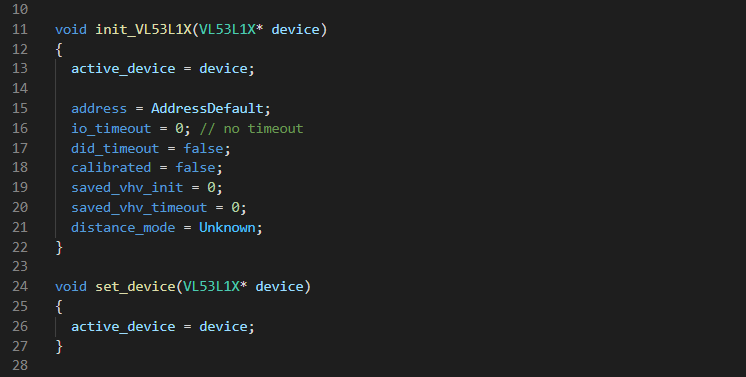 10
11 void init_VL53L1X(VL53L1X* device)
12 {
13   active_device = device;
14
15   address = AddressDefault;
16   io_timeout = 0; // no timeout
17   did_timeout = false;
18   calibrated = false;
19   saved_vhv_init = 0;
20   saved_vhv_timeout = 0;
21   distance_mode = Unknown;
22 }
23
24 void set_device(VL53L1X* device)
25 {
26   active_device = device;
27 }
28